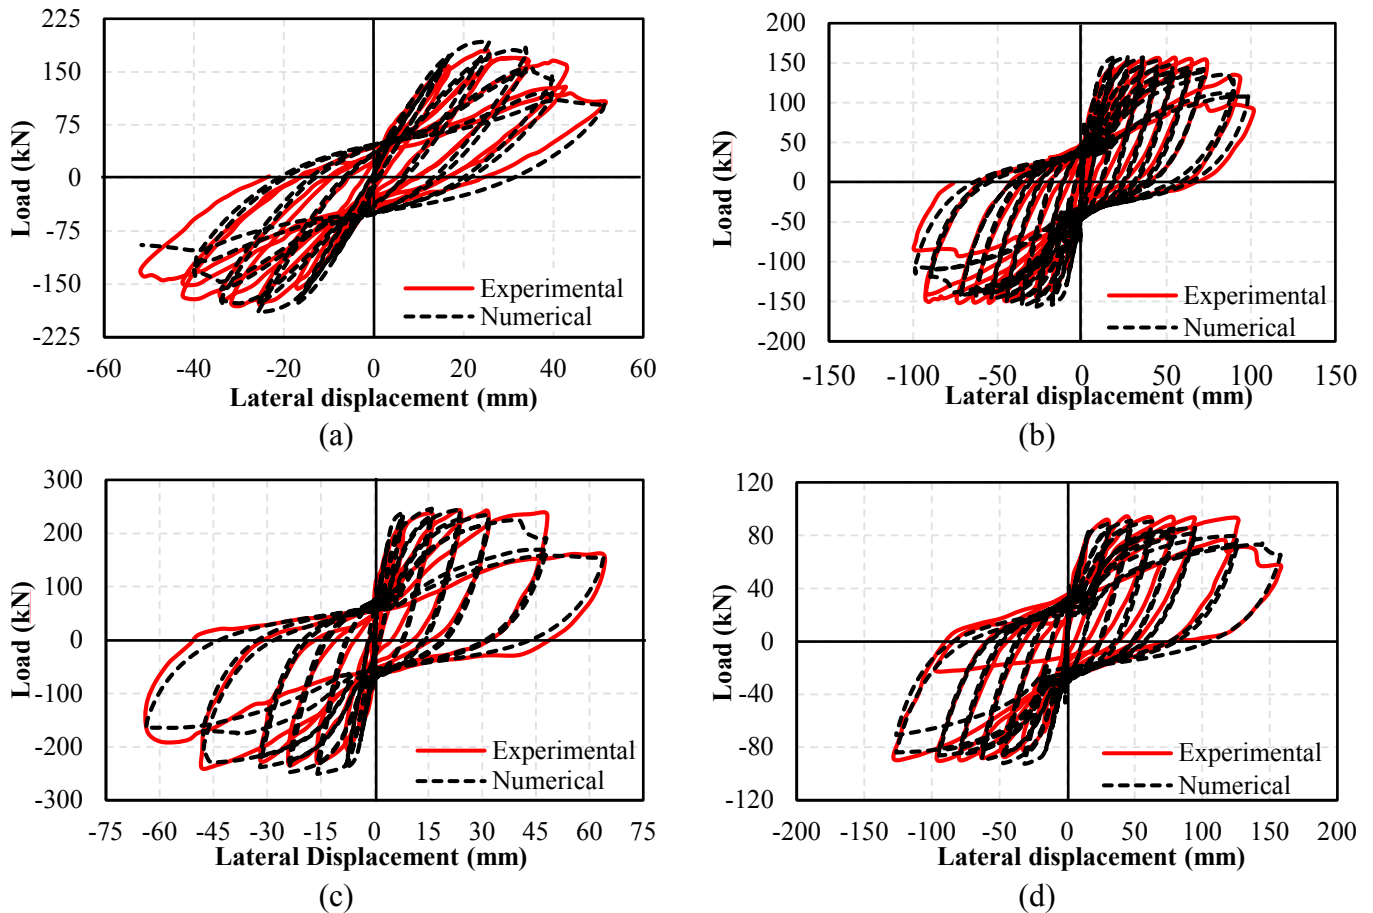 225
150
75
0
-75
-150
-225
Load (kN)
Experimental
Numerical
-60 -40 -20 0 20 40 60
Lateral displacement (mm)
(a)
200
150
100
50
0
-50
-100
-150
-200
Load (kN)
Experimental
Numerical
-150 -100 -50 0 50 100 150
Lateral displacement (mm)
(b)
300
200
100
0
-100
-200
-300
Load (kN)
Experimental
Numerical
-75 -60 -45 -30 -15 0 15 30 45 60 75
Lateral Displacement (mm)
(c)
120
80
40
0
-40
-80
-120
Load (kN)
Experimental
Numerical
-200 -150 -100 -50 0 50 100 150 200
Lateral displacement (mm)
(d)